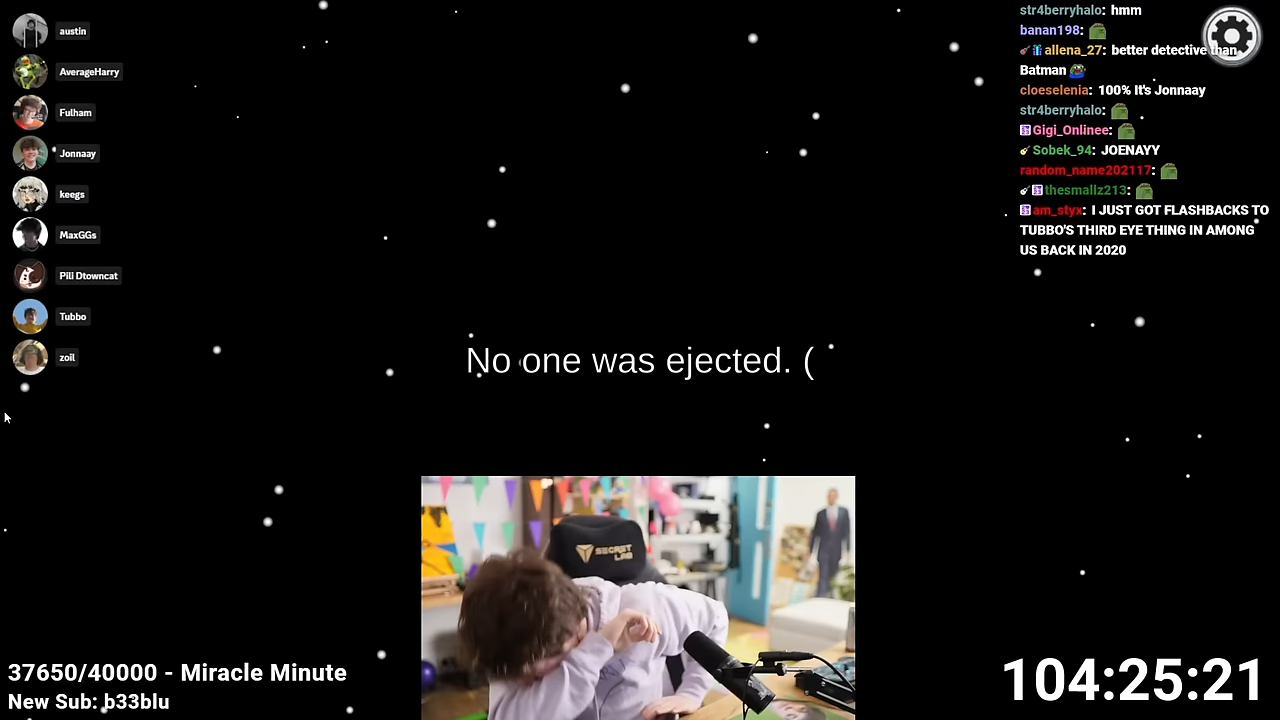 austin
AverageHarry
Fulham
Jonnaay
keegs
MaxGGs
Pili Dtowncat
Tubbo
zoil
str4berryhalo: hmm
banan198:
allena_27: better detective than
Batman
cloeselenia: 100% It's Jonnaay
str4berryhalo:
Gigi_Onlinee:
Sobek_94: JOENAYY
random_name202117:
thesmallz213:
am_styx: I JUST GOT FLASHBACKS TO
TUBBO'S THIRD EYE THING IN AMONG
US BACK IN 2020
No one was ejected. (
SECRET
LAB
37650/40000 - Miracle Minute
New Sub: b33blu
104:25:21